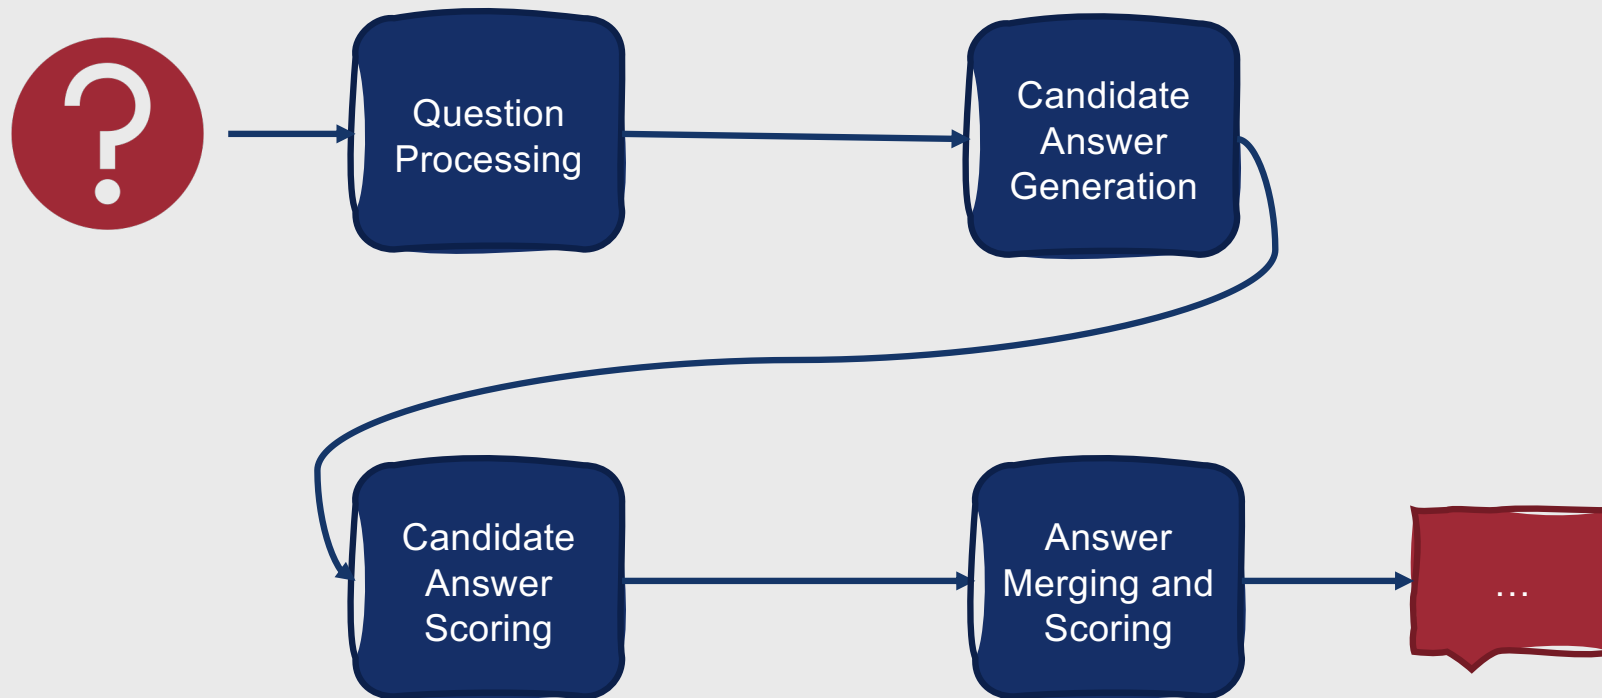 ?
Question
Processing
Candidate
Answer
Generation
Candidate
Answer
Scoring
Answer
Merging and
Scoring
…